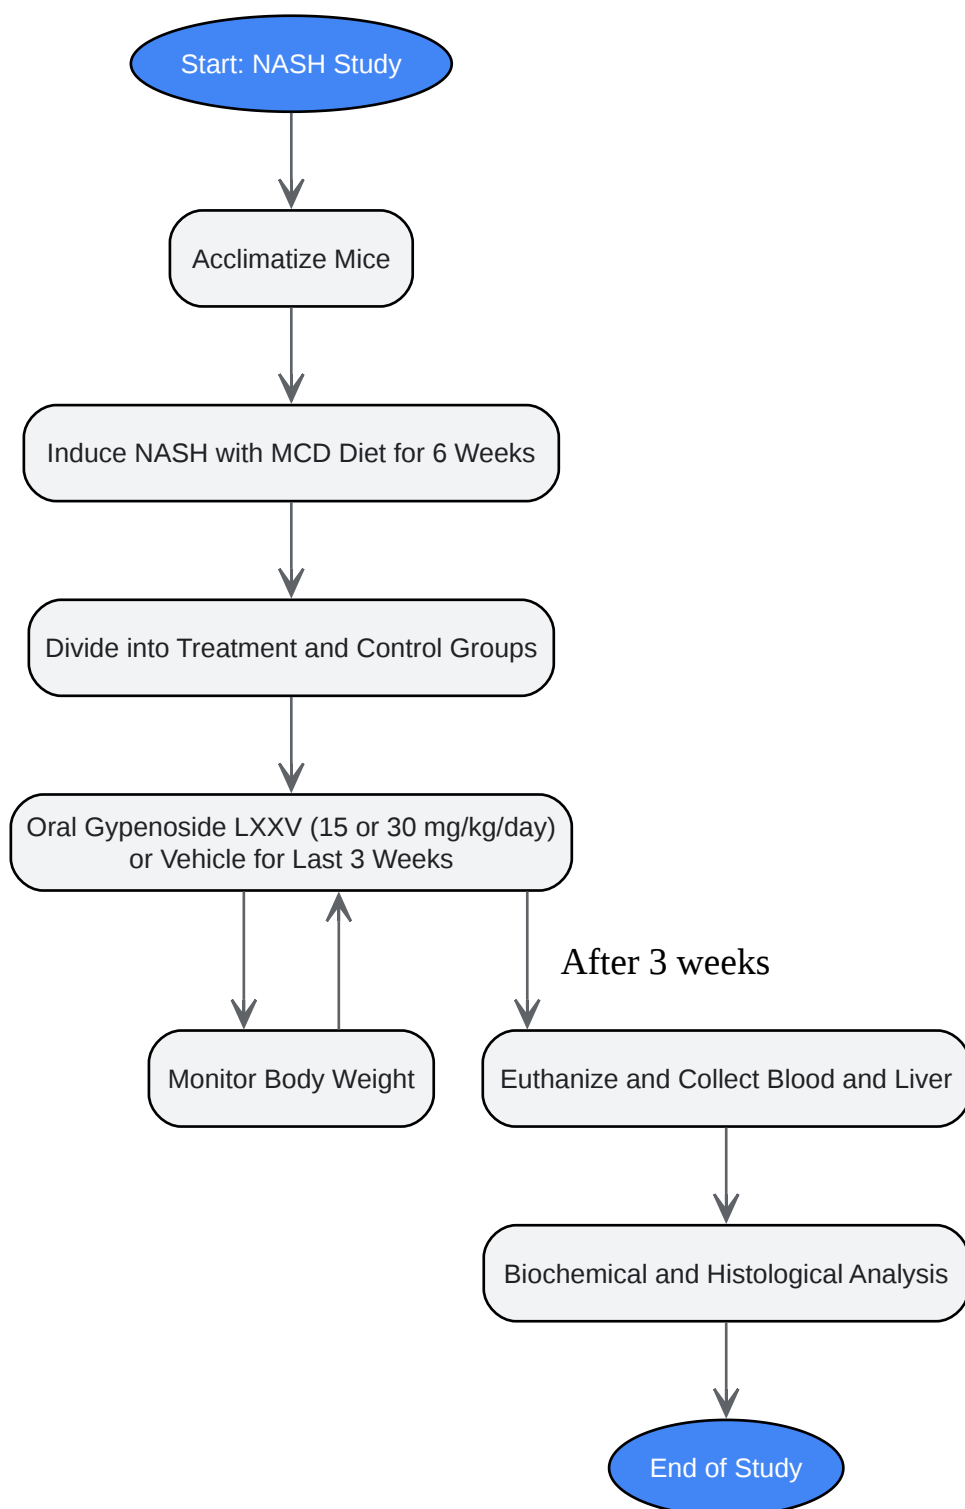 Start: NASH Study
Acclimatize Mice
Induce NASH with MCD Diet for 6 Weeks
Divide into Treatment and Control Groups
Oral Gypenoside LXXV (15 or 30 mg/kg/day)
or Vehicle for Last 3 Weeks
After 3 weeks
Monitor Body Weight
Euthanize and Collect Blood and Liver
Biochemical and Histological Analysis
End of Study